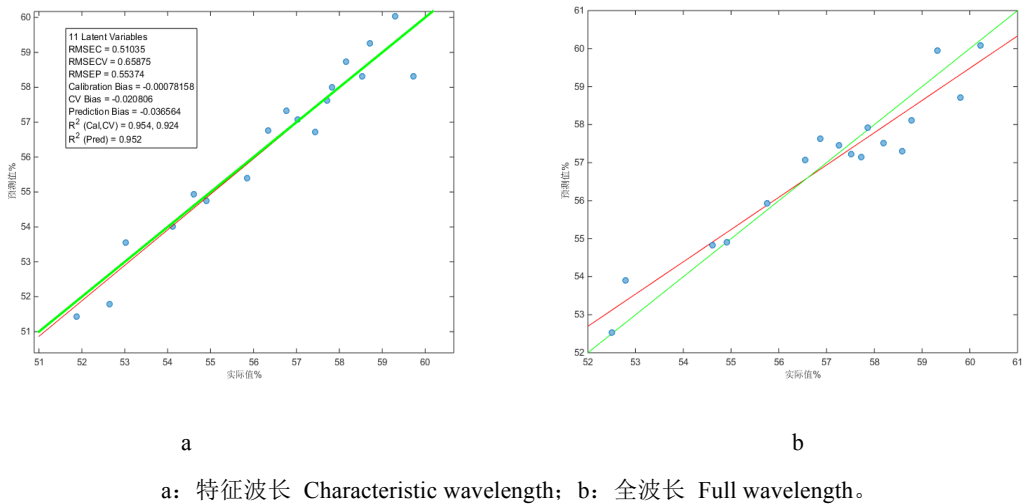 60
59
58
57
56
55
54
53
52
51
预测值%
11 Latent Variables
RMSEC = 0.51035
RMSECV = 0.65875
RMSEP = 0.55374
Calibration Bias = -0.00078158
CV Bias = -0.020806
Prediction Bias = -0.036564
R² (Cal,CV) = 0.954, 0.924
R² (Pred) = 0.952
51 52 53 54 55 56 57 58 59 60
实际值%
61
60
59
58
57
56
55
54
53
52
预测值%
52 53 54 55 56 57 58 59 60 61
实际值%
a
b
a：特征波长 Characteristic wavelength；b：全波长 Full wavelength。